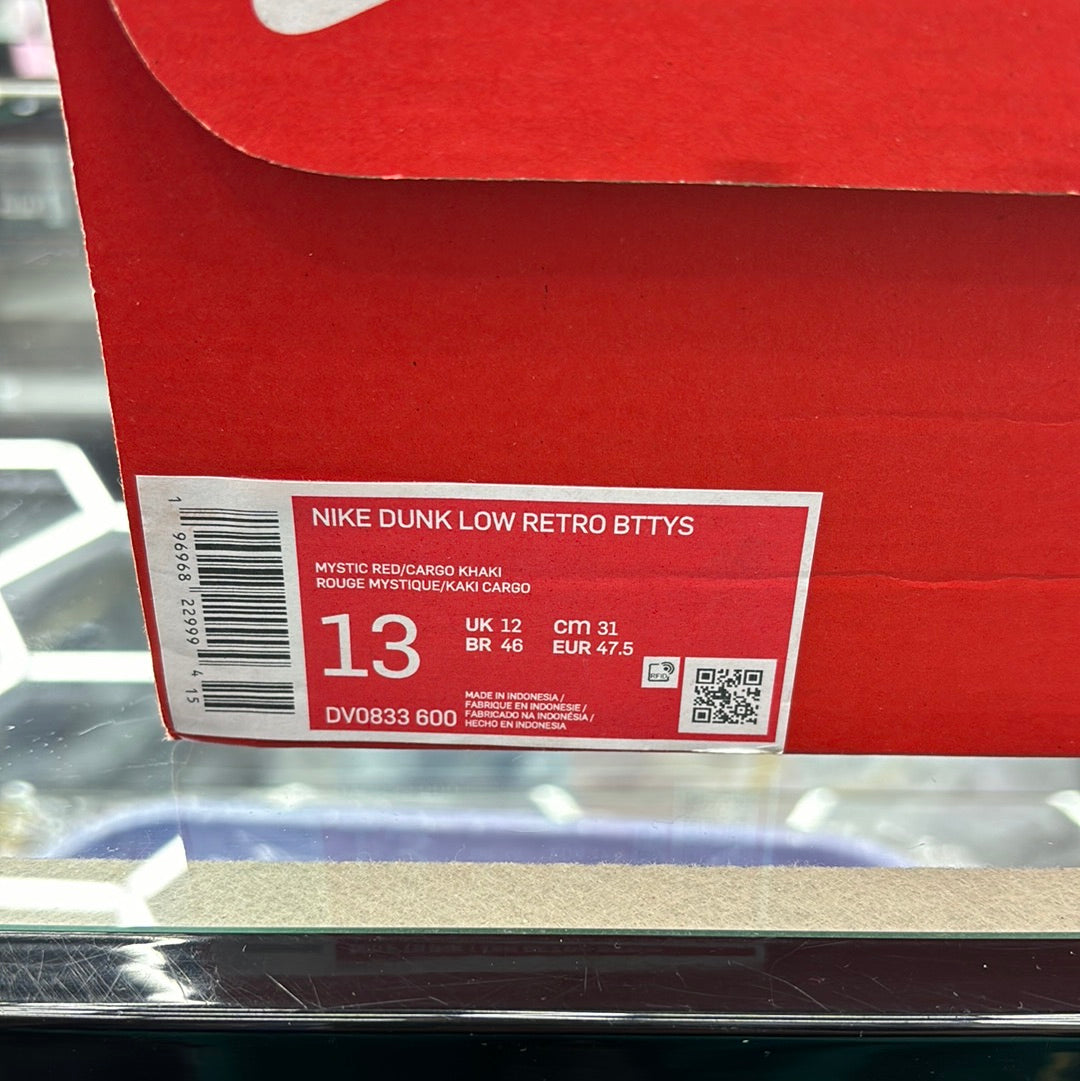 1 96968 22999 4 15
NIKE DUNK LOW RETRO BTTYS
MYSTIC RED/CARGO KHAKI
ROUGE MYSTIQUE/KAKI CARGO
13
UK 12 cm 31
BR 46 EUR 47.5
RFID
DV0833 600
MADE IN INDONESIA /
FABRIQUE EN INDONESIE /
FABRICADO NA INDONÉSIA /
HECHO EN INDONESIA